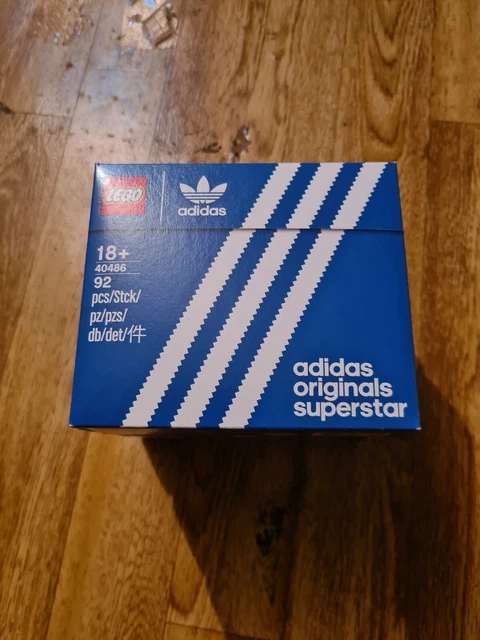 LEGO
adidas
18+
40486
92
pcs/Stck/
pz/pzs/
db/det/件
adidas
originals
superstar